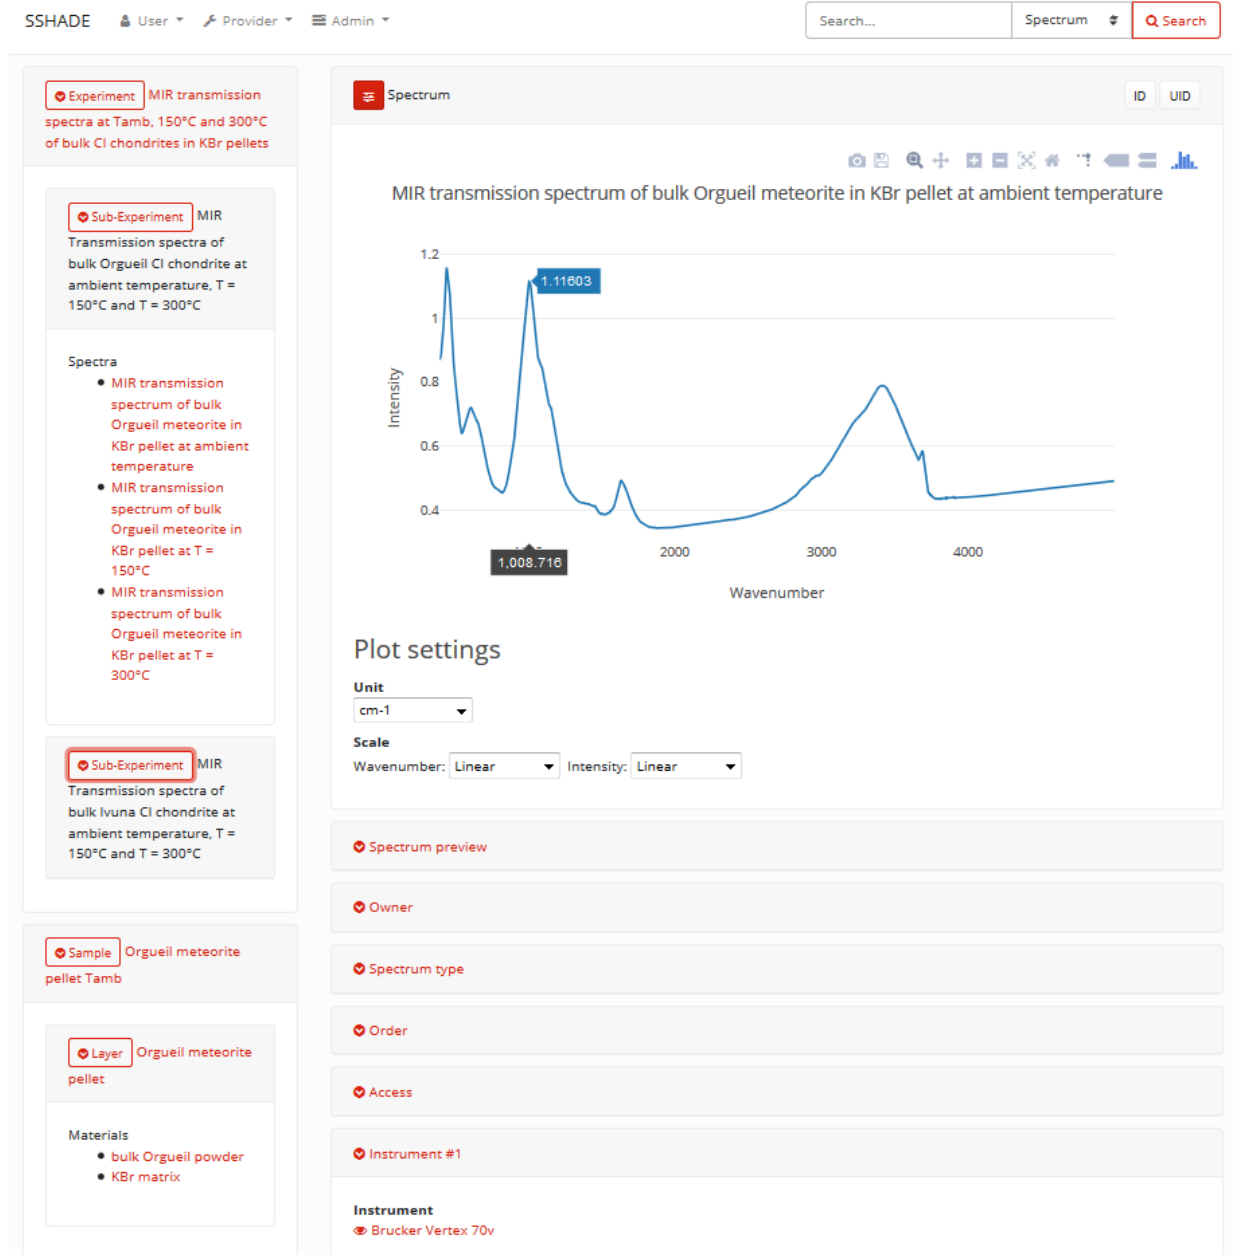 SSHADE User Provider Admin Search... Spectrum Search
Experiment MIR transmission
spectra at Tamb, 150°C and 300°C
of bulk CI chondrites in KBr pellets
Sub-Experiment MIR
Transmission spectra of
bulk Orgueil CI chondrite at
ambient temperature, T =
150°C and T = 300°C
Spectra
MIR transmission
spectrum of bulk
Orgueil meteorite in
KBr pellet at ambient
temperature
MIR transmission
spectrum of bulk
Orgueil meteorite in
KBr pellet at T =
150°C
MIR transmission
spectrum of bulk
Orgueil meteorite in
KBr pellet at T =
300°C
Sub-Experiment MIR
Transmission spectra of
bulk Ivuna CI chondrite at
ambient temperature, T =
150°C and T = 300°C
Sample Orgueil meteorite
pellet Tamb
Layer Orgueil meteorite
pellet
Materials
bulk Orgueil powder
KBr matrix
Spectrum ID UID
MIR transmission spectrum of bulk Orgueil meteorite in KBr pellet at ambient temperature
1.2
1.11603
1
0.8
Intensity
0.6
0.4
1,008.716 2000 3000 4000
Wavenumber
Plot settings
Unit
cm-1
Scale
Wavenumber: Linear Intensity: Linear
Spectrum preview
Owner
Spectrum type
Order
Access
Instrument #1
Instrument
Brucker Vertex 70v